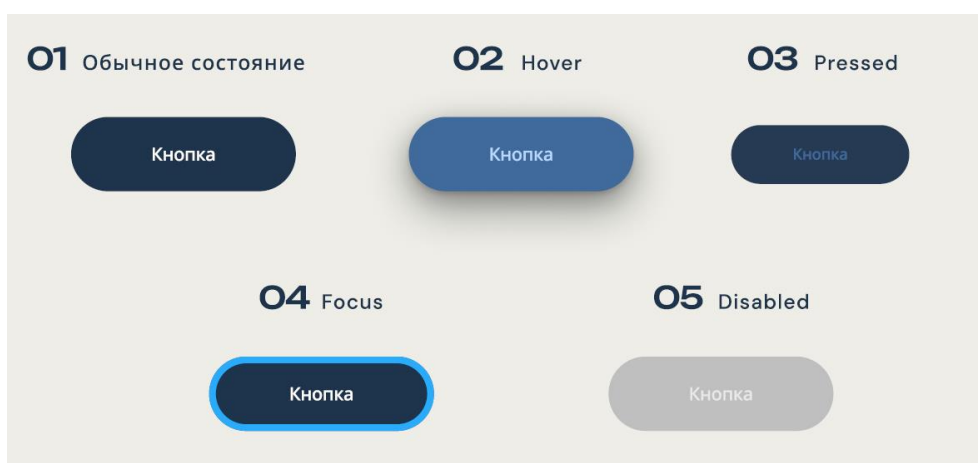 01 Обычное состояние
02 Hover
03 Pressed
Кнопка
Кнопка
Кнопка
04 Focus
05 Disabled
Кнопка
Кнопка